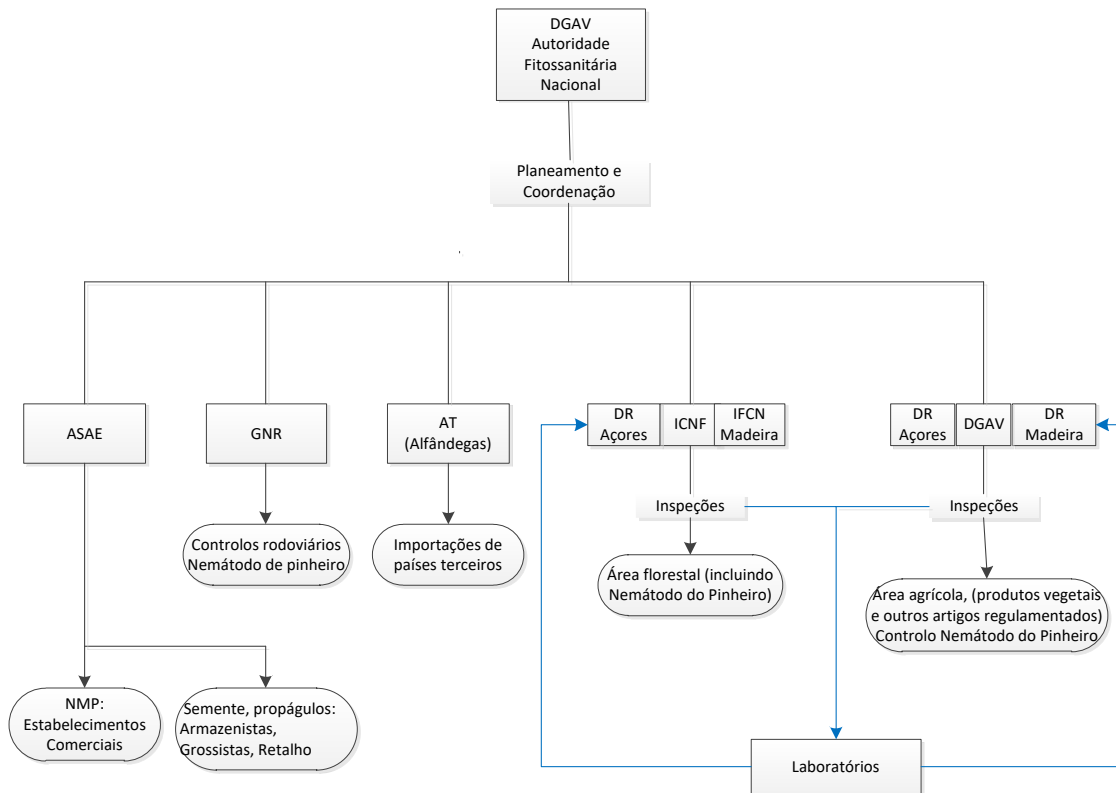 DGAV
Autoridade
Fitossanitária
Nacional
Planeamento e
Coordenação
ASAE
GNR
AT
(Alfândegas)
DR
Açores
ICNF
IFCN
Madeira
DR
Açores
DGAV
DR
Madeira
Inspeções
Inspeções
Controlos rodoviários
Nemátodo de pinheiro
Importações de
países terceiros
Área florestal (incluindo
Nemátodo do Pinheiro)
Área agrícola, (produtos vegetais
e outros artigos regulamentados)
Controlo Nemátodo do Pinheiro
NMP:
Estabelecimentos
Comerciais
Semente, propágulos:
Armazenistas,
Grossistas, Retalho
Laboratórios